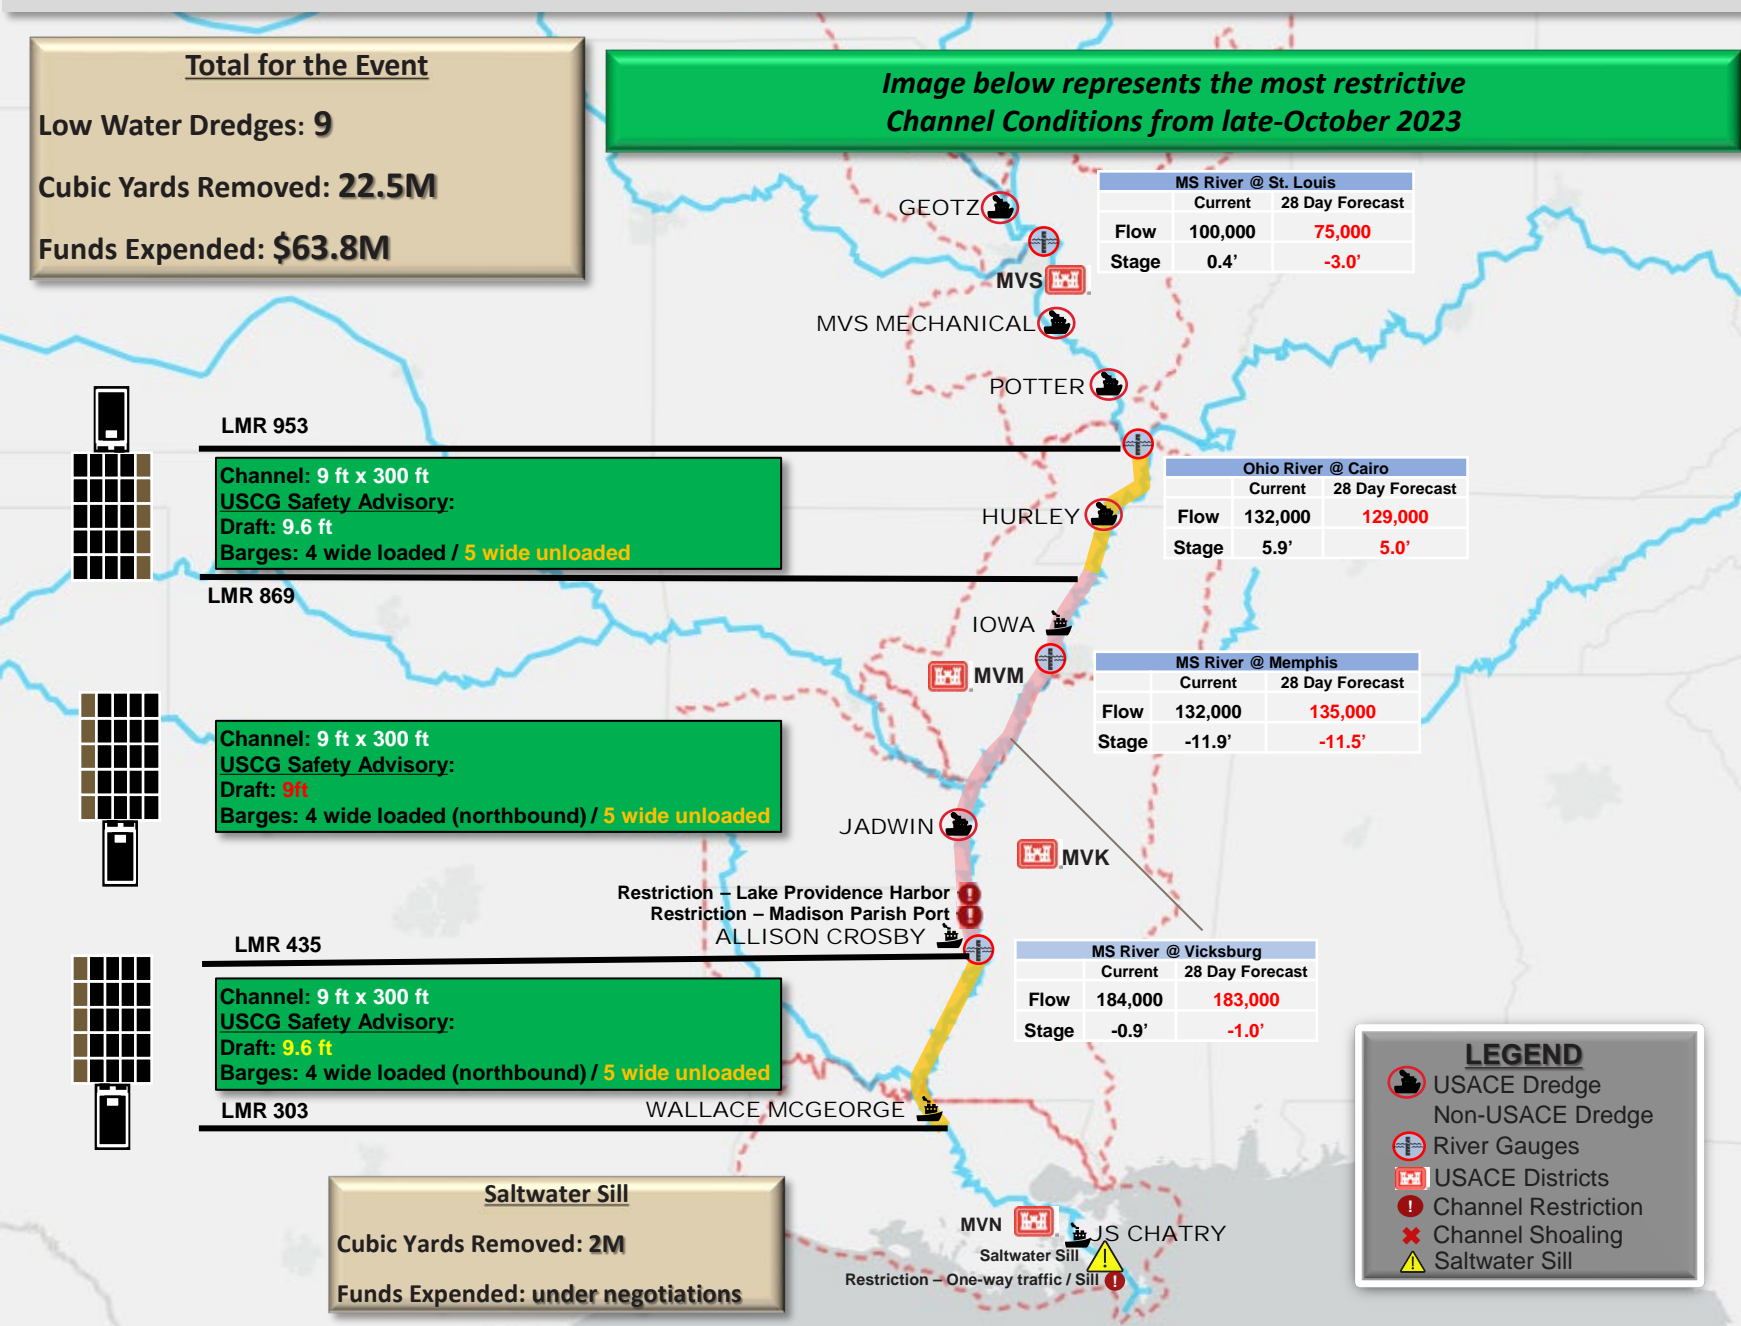 Total for the Event
Low Water Dredges: 9
Cubic Yards Removed: 22.5M
Funds Expended: $63.8M
Image below represents the most restrictive
Channel Conditions from late-October 2023
GEOTZ
MVS
MVS MECHANICAL
POTTER
MS River @ St. Louis
Current 28 Day Forecast
Flow 100,000 75,000
Stage 0.4’ -3.0’
LMR 953
Channel: 9 ft x 300 ft
USCG Safety Advisory:
Draft: 9.6 ft
Barges: 4 wide loaded / 5 wide unloaded
LMR 869
HURLEY
Ohio River @ Cairo
Current 28 Day Forecast
Flow 132,000 129,000
Stage 5.9’ 5.0’
IOWA
MVM
MS River @ Memphis
Current 28 Day Forecast
Flow 132,000 135,000
Stage -11.9’ -11.5’
Channel: 9 ft x 300 ft
USCG Safety Advisory:
Draft: 9ft
Barges: 4 wide loaded (northbound) / 5 wide unloaded
JADWIN
MVK
Restriction – Lake Providence Harbor
Restriction – Madison Parish Port
ALLISON CROSBY
LMR 435
MS River @ Vicksburg
Current 28 Day Forecast
Flow 184,000 183,000
Stage -0.9’ -1.0’
Channel: 9 ft x 300 ft
USCG Safety Advisory:
Draft: 9.6 ft
Barges: 4 wide loaded (northbound) / 5 wide unloaded
LMR 303
WALLACE MCGEORGE
Saltwater Sill
Cubic Yards Removed: 2M
Funds Expended: under negotiations
MVN
JS CHATRY
Saltwater Sill
Restriction – One-way traffic / Sill
LEGEND
USACE Dredge
Non-USACE Dredge
River Gauges
USACE Districts
Channel Restriction
Channel Shoaling
Saltwater Sill